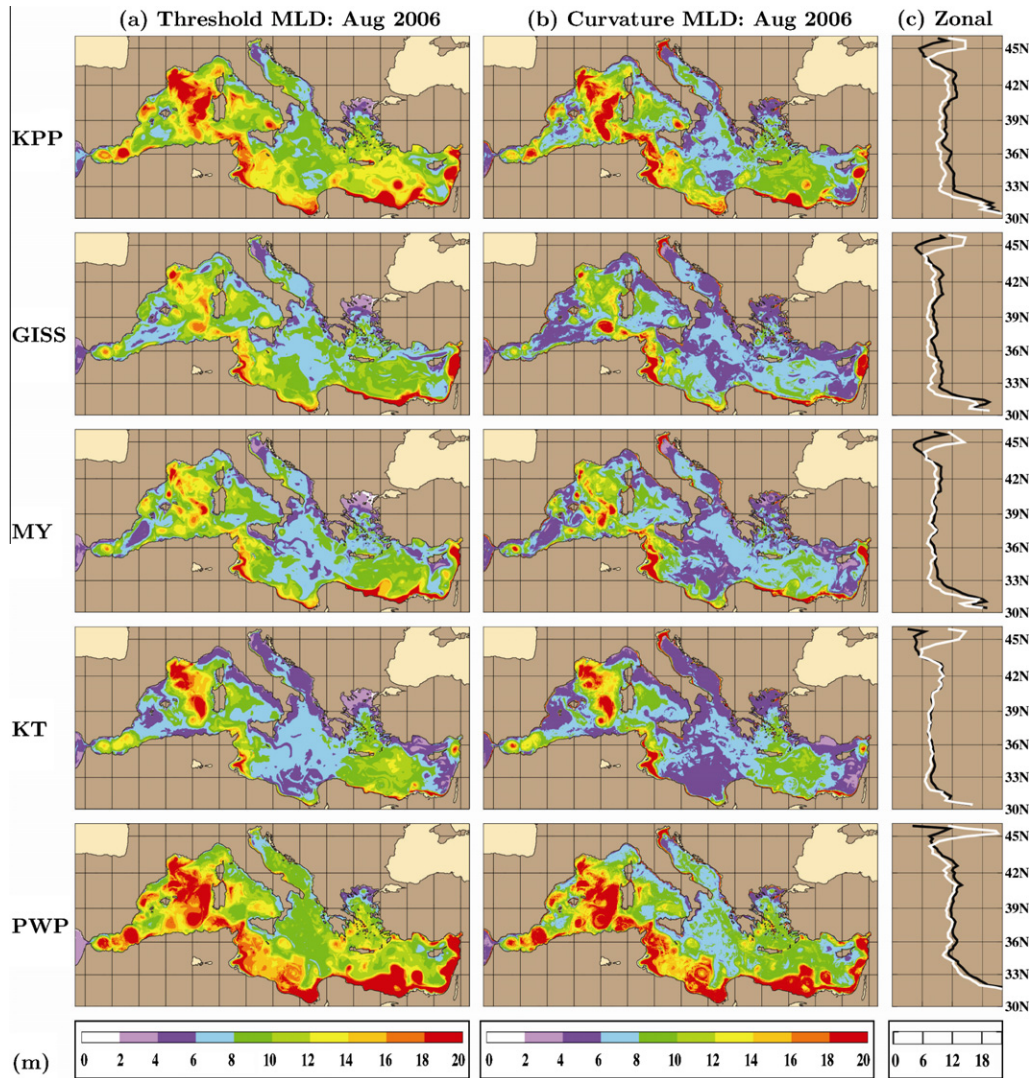 (a) Threshold MLD: Aug 2006 (b) Curvature MLD: Aug 2006 (c) Zonal
KPP
45N
42N
39N
36N
33N
30N
GISS
45N
42N
39N
36N
33N
30N
MY
45N
42N
39N
36N
33N
30N
KT
45N
42N
39N
36N
33N
30N
PWP
45N
42N
39N
36N
33N
30N
(m) 0 2 4 6 8 10 12 14 16 18 20 0 2 4 6 8 10 12 14 16 18 20 0 6 12 18